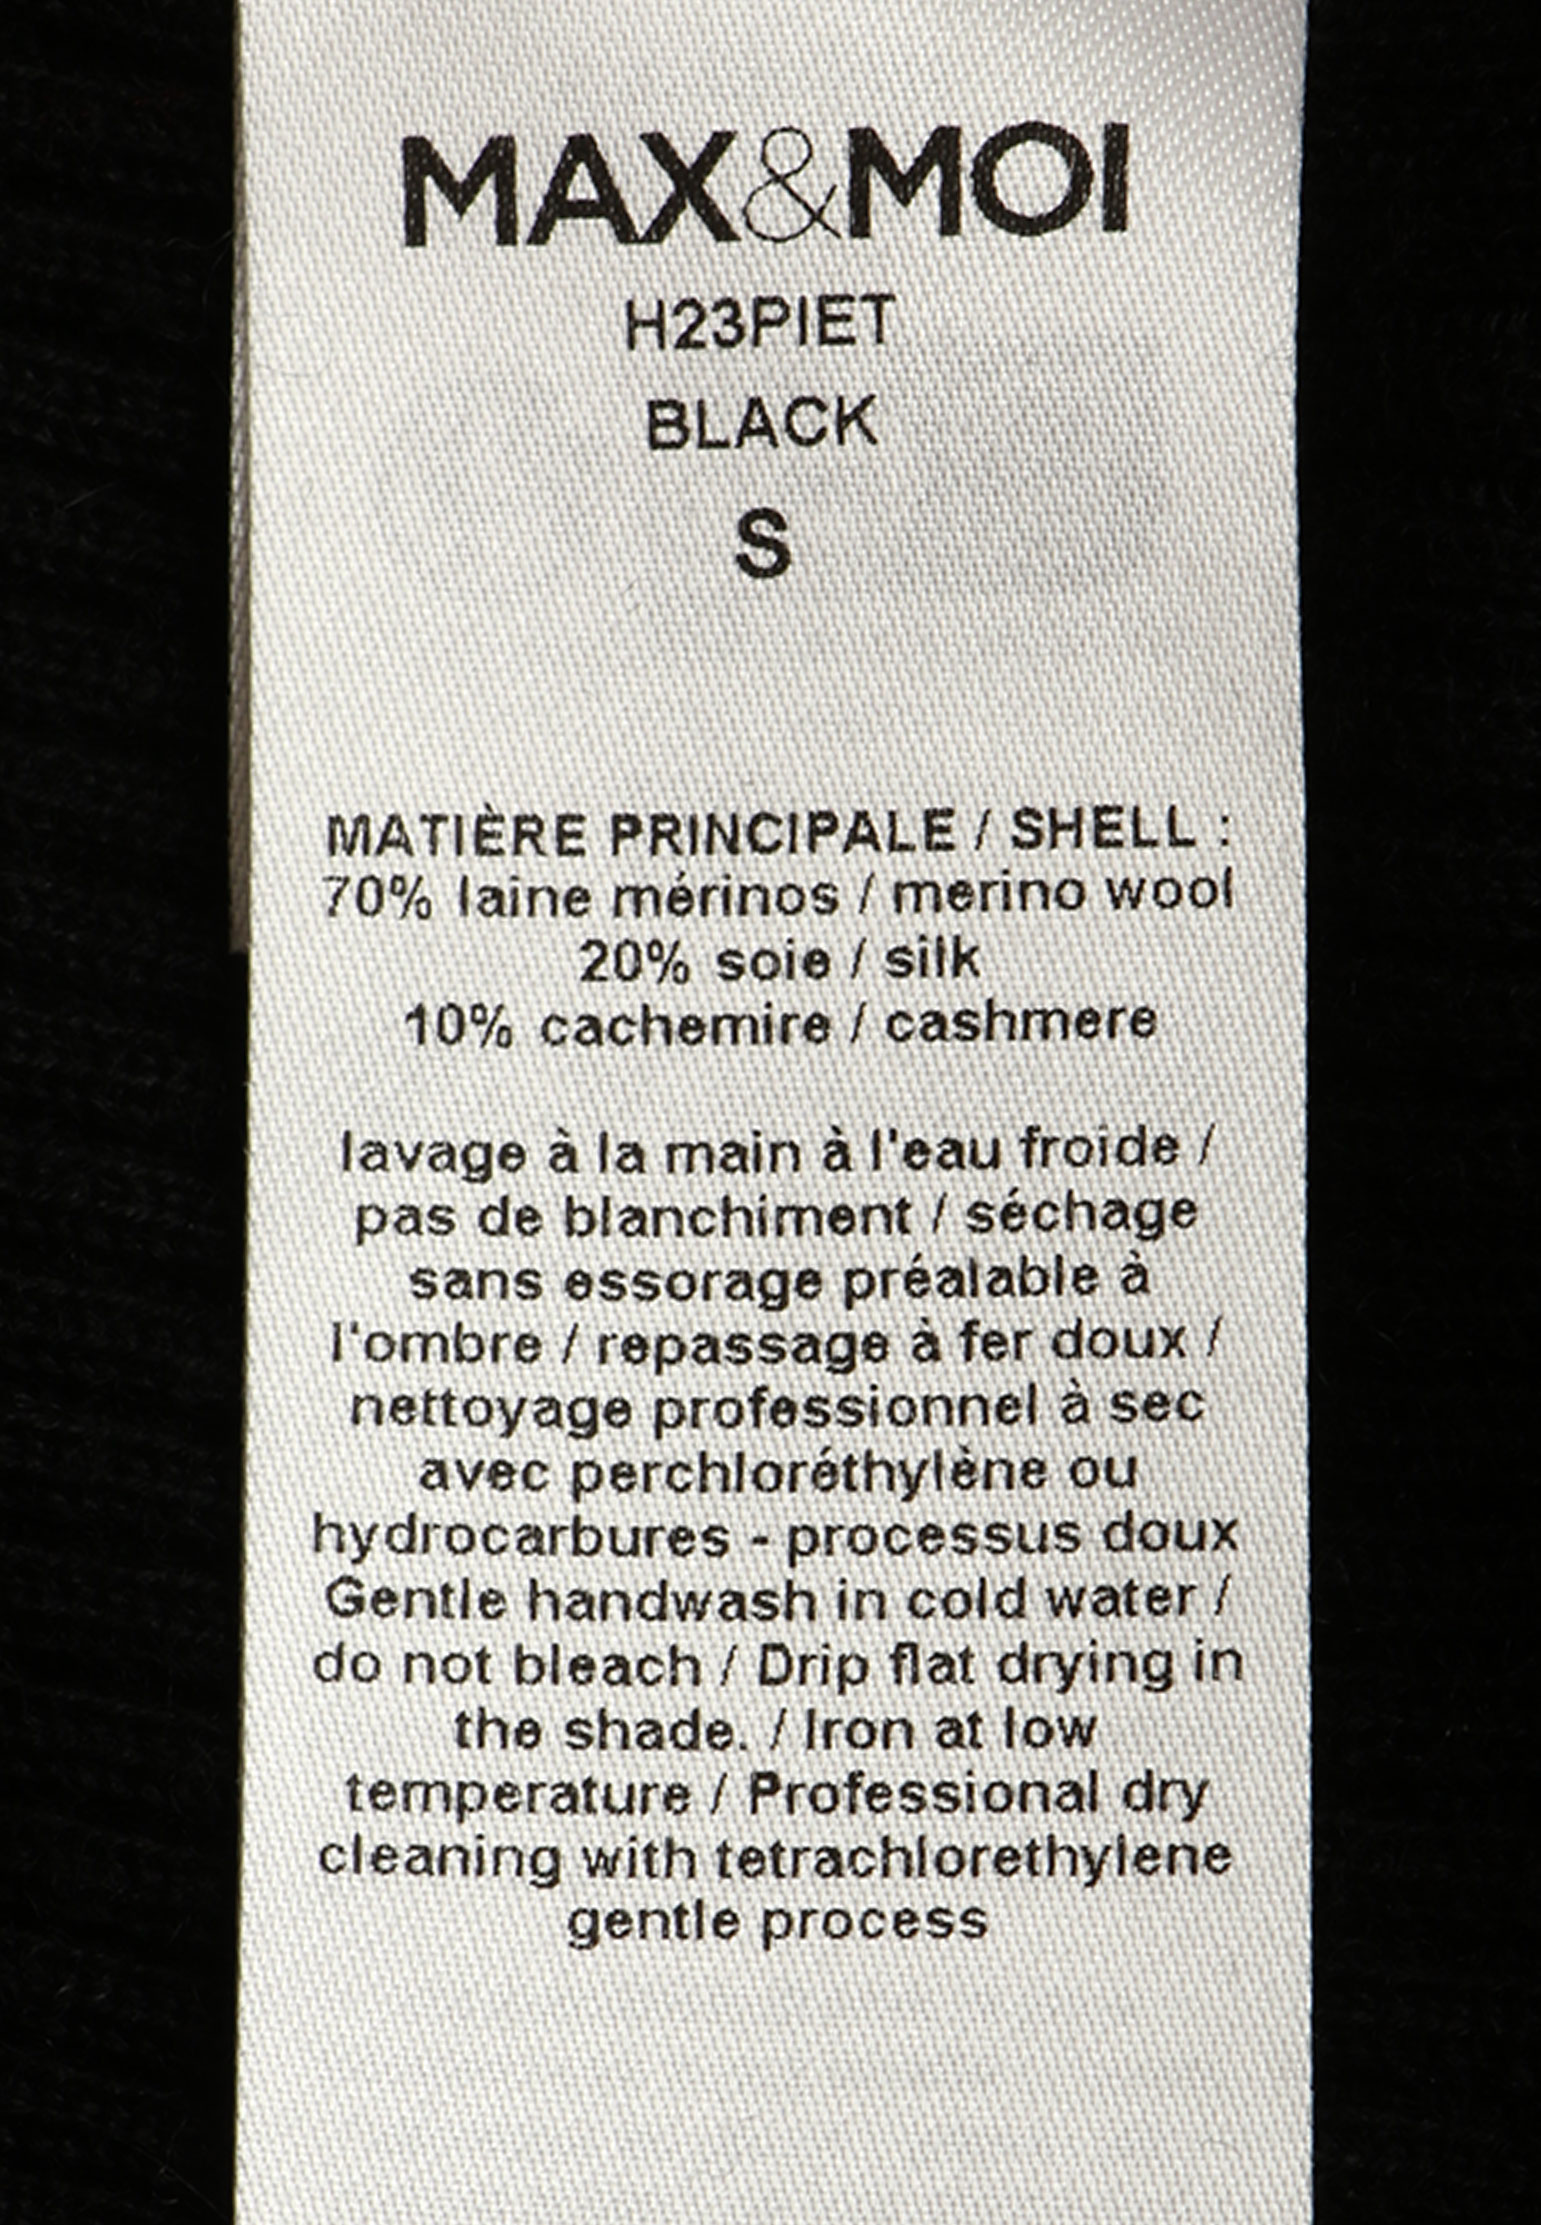 MAX&MOI
H23PIET
BLACK
S
MATIÈRE PRINCIPALE / SHELL :
70% laine mérinos / merino wool
20% soie / silk
10% cachemire / cashmere
lavage à la main à l'eau froide /
pas de blanchiment / séchage
sans essorage préalable à
l'ombre / repassage à fer doux /
nettoyage professionnel à sec
avec perchloréthylène ou
hydrocarbures - processus doux
Gentle handwash in cold water /
do not bleach / Drip flat drying in
the shade. / Iron at low
temperature / Professional dry
cleaning with tetrachlorethylene
gentle process